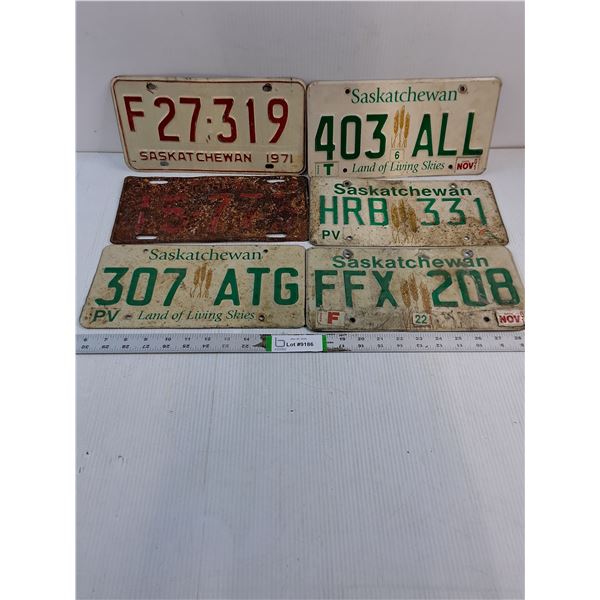 F 27·319
SASKATCHEWAN 1971
Saskatchewan
403 ALL
6
T NOV
Land of Living Skies
Saskatchewan
HRB 331
PV
Saskatchewan
307 ATG
PV Land of Living Skies
Saskatchewan
FFX 208
F 22 NOV
Lot #9186